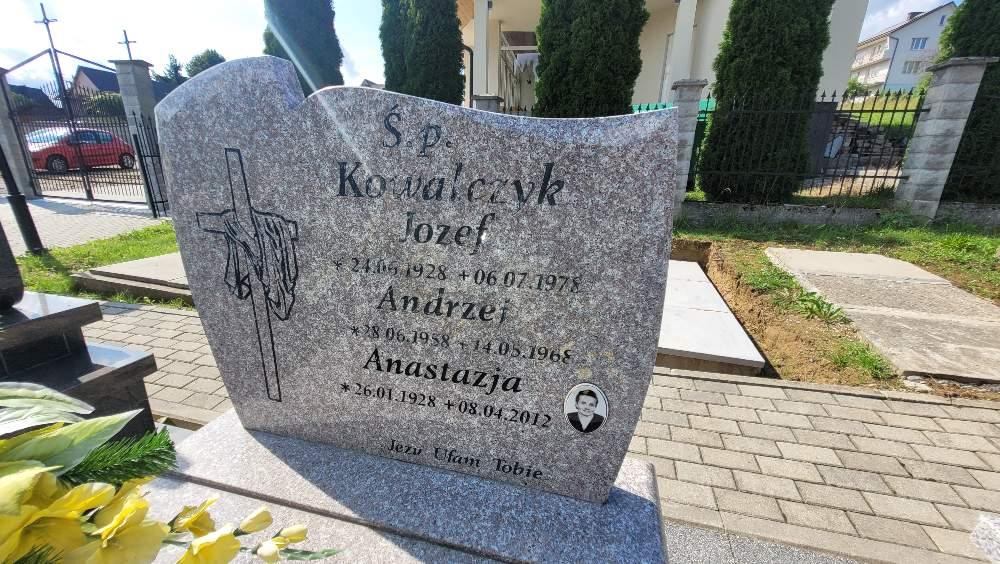 Ś.p.
Kowalczyk
Józef
* 24.06.1928 + 06.07.1978
Andrzej
* 28.06.1958 + 14.05.1968
Anastazja
* 26.01.1928 + 08.04.2012
Jezu Ufam Tobie